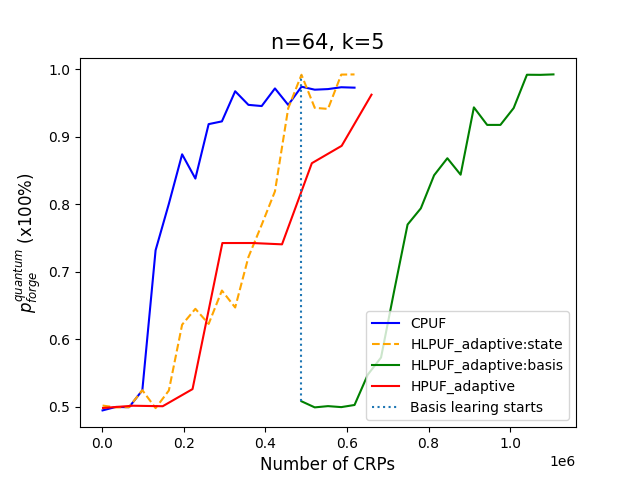 n=64, k=5
1.0
0.9
0.8
0.7
0.6
0.5
p_{forge}^{quantum} (x100%)
CPUF
HLPUF_adaptive:state
HLPUF_adaptive:basis
HPUF_adaptive
Basis learing starts
0.0 0.2 0.4 0.6 0.8 1.0
1e6
Number of CRPs